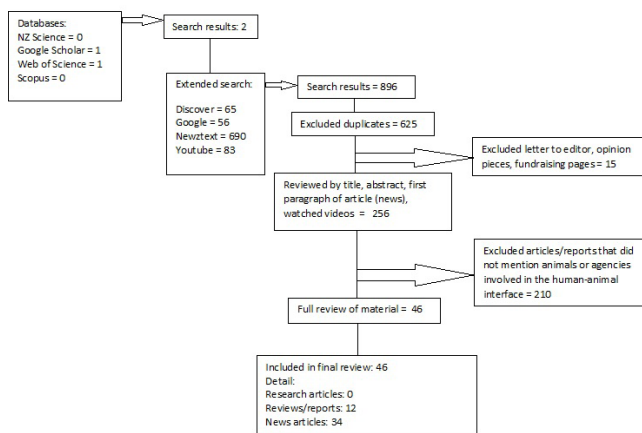 Databases:
NZ Science = 0
Google Scholar = 1
Web of Science = 1
Scopus = 0
Search results: 2
Extended search:
Discover = 65
Google = 56
Newztext = 690
Youtube = 83
Search results = 896
Excluded duplicates = 625
Excluded letter to editor, opinion
pieces, fundraising pages = 15
Reviewed by title, abstract, first
paragraph of article (news),
watched videos = 256
Excluded articles/reports that did
not mention animals or agencies
involved in the human-animal
interface = 210
Full review of material = 46
Included in final review: 46
Detail:
Research articles: 0
Reviews/reports: 12
News articles: 34